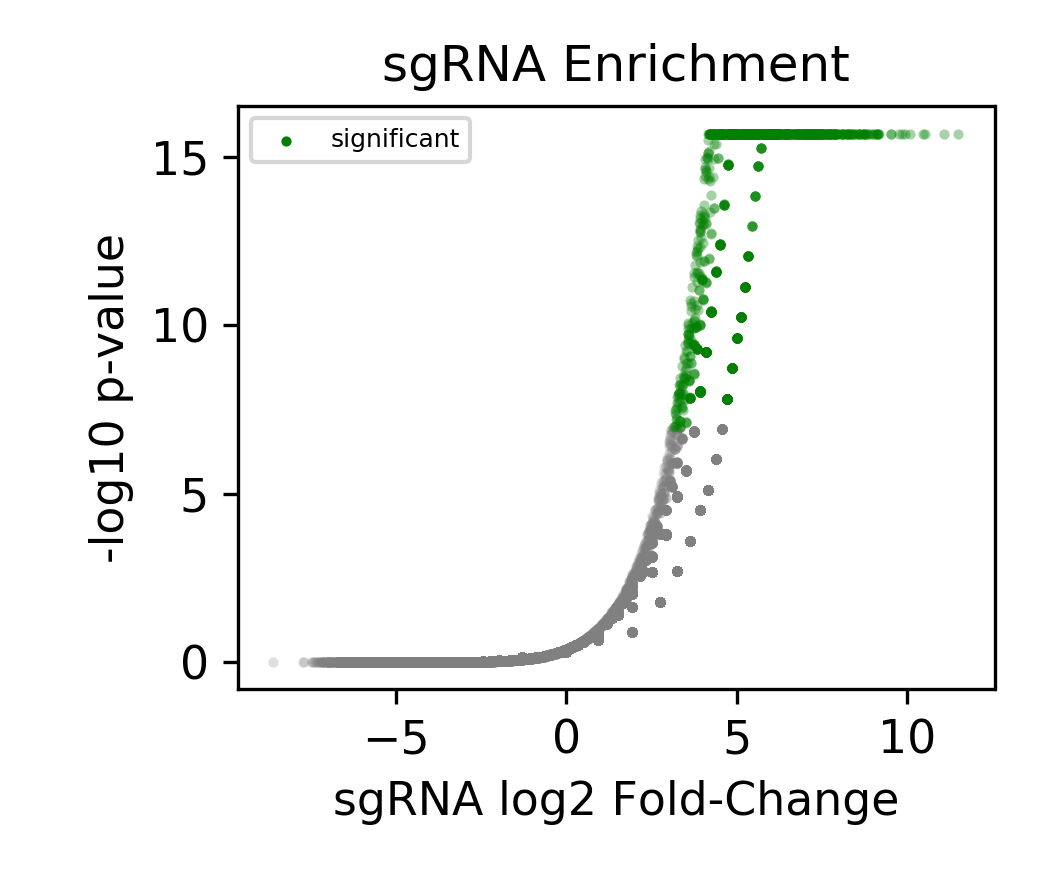 sgRNA Enrichment
significant
15
10
5
0
-log10 p-value
−5 0 5 10
sgRNA log2 Fold-Change